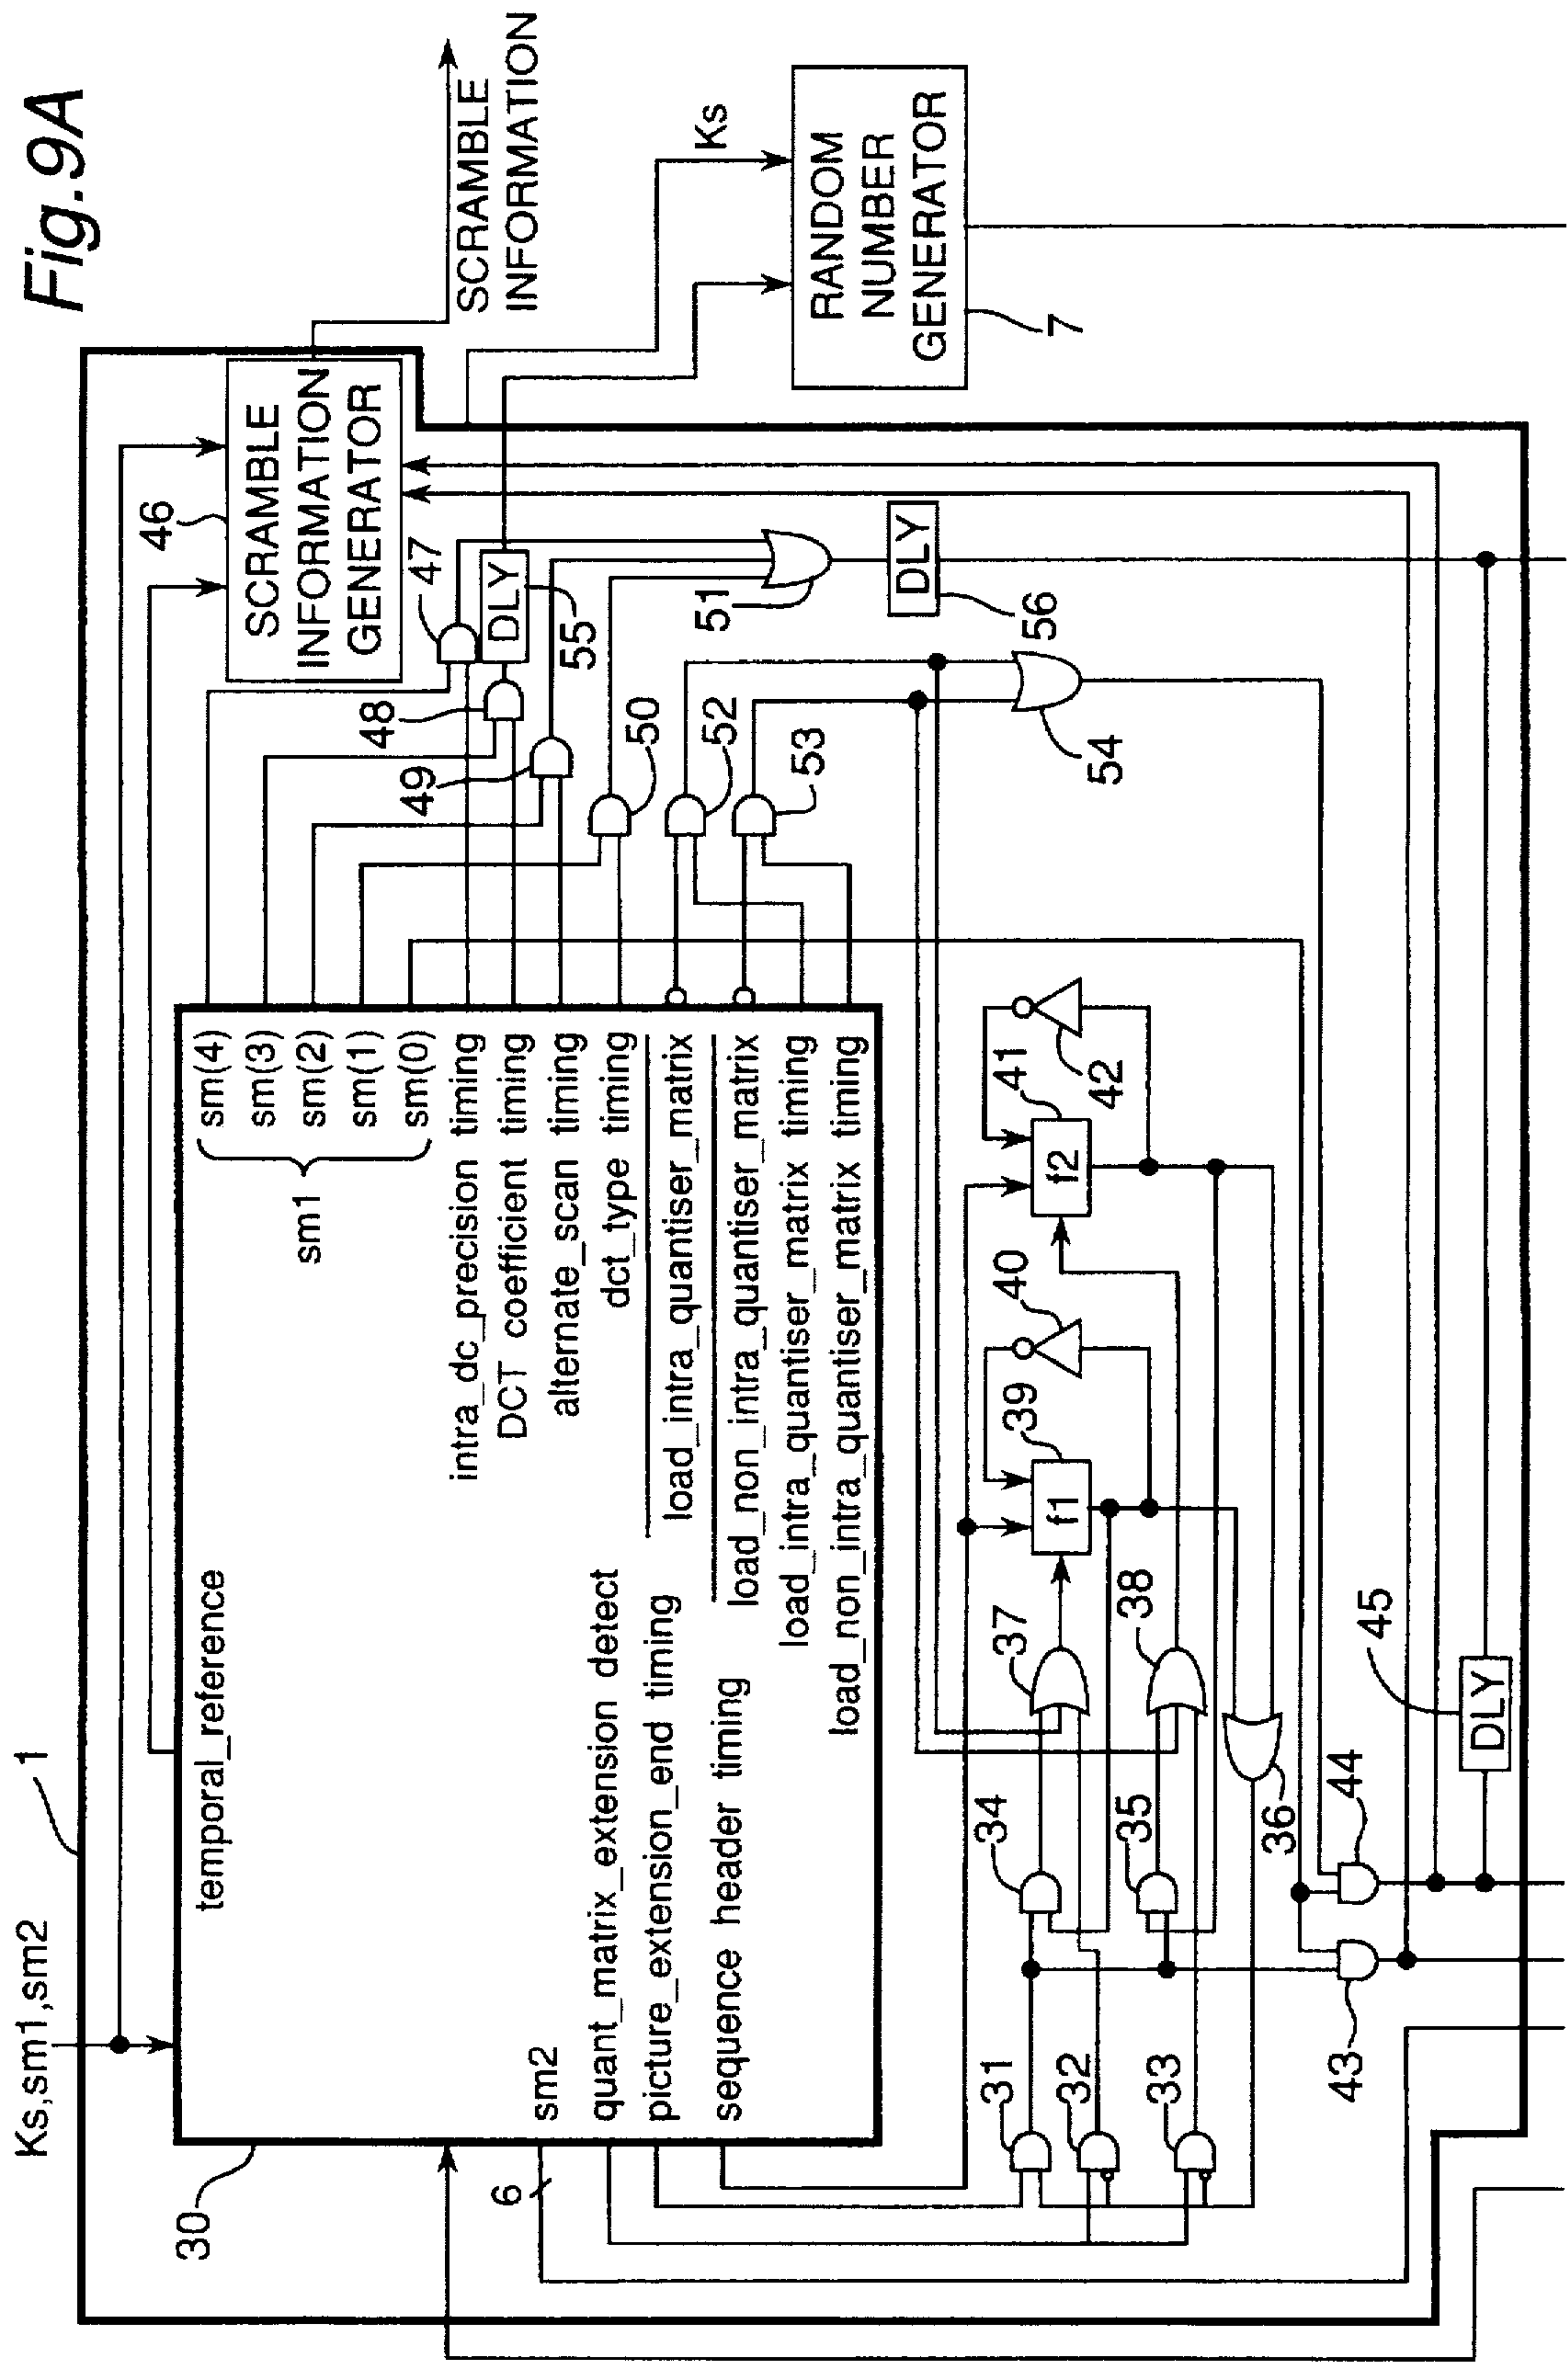 Fig.9A
Ks,sm1,sm2
1
30
temporal_reference
sm(4)
sm(3)
sm(2)
sm(1)
sm(0)
sm1
intra_dc_precision timing
DCT coefficient timing
alternate_scan timing
dct_type timing
load_intra_quantiser_matrix
load_non_intra_quantiser_matrix
load_intra_quantiser_matrix timing
load_non_intra_quantiser_matrix timing
sm2
quant_matrix_extension detect
picture_extension_end timing
sequence header timing
6
46
SCRAMBLE
INFORMATION
GENERATOR
SCRAMBLE
INFORMATION
47
48
DLY
55
49
50
51
52
53
54
DLY
56
Ks
RANDOM
NUMBER
GENERATOR
7
31
32
33
34
35
36
37
38
39
f1
40
41
f2
42
43
44
45
DLY